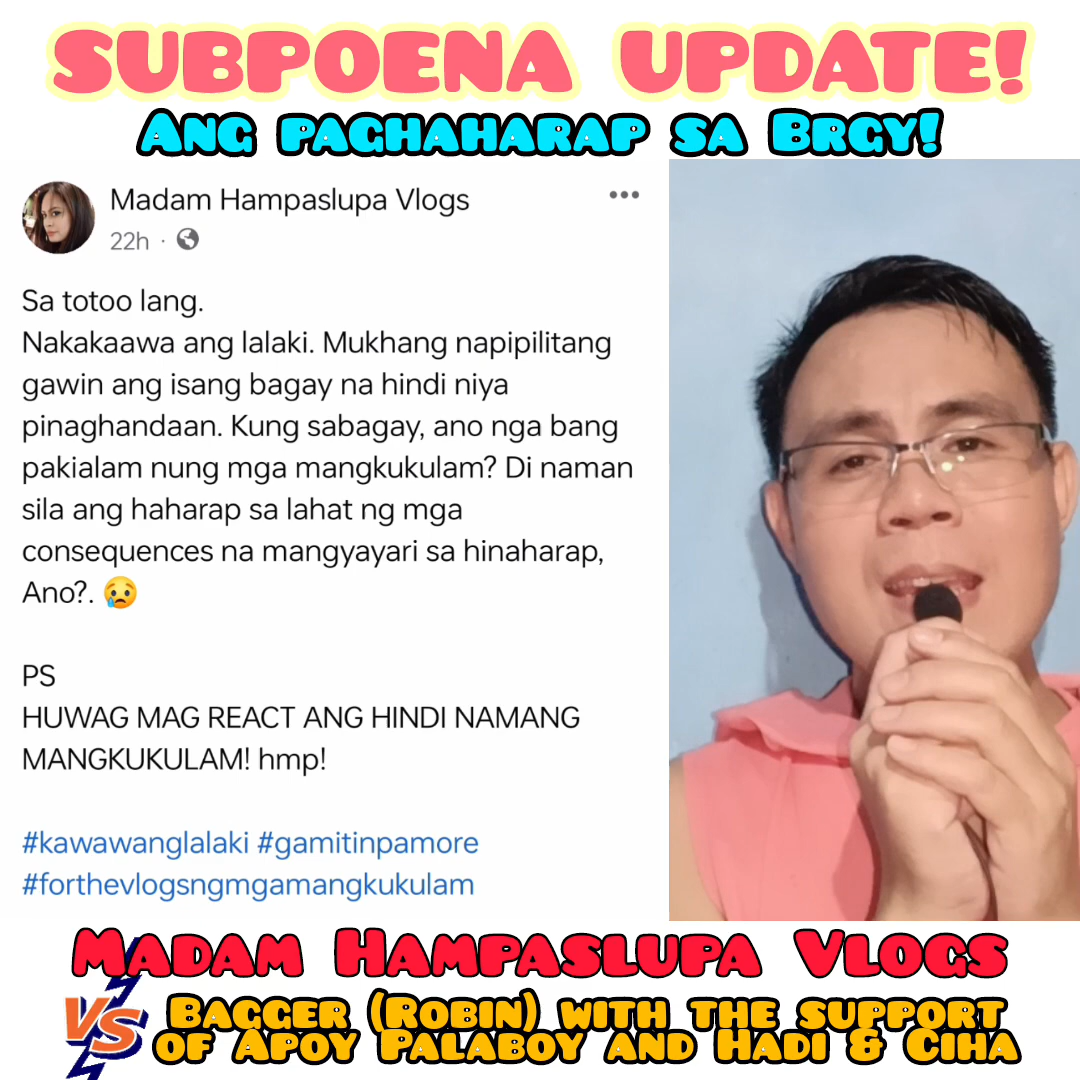 SUBPOENA UPDATE!
ANG PAGHAHARAP SA BRGY!
Madam Hampaslupa Vlogs
22h ·
Sa totoo lang.
Nakakaawa ang lalaki. Mukhang napipilitang
gawin ang isang bagay na hindi niya
pinaghandaan. Kung sabagay, ano nga bang
pakialam nung mga mangkukulam? Di naman
sila ang haharap sa lahat ng mga
consequences na mangyayari sa hinaharap,
Ano?. 😢
PS
HUWAG MAG REACT ANG HINDI NAMANG
MANGKUKULAM! hmp!
#kawawanglalaki #gamitinpamore
#forthevlogsngmgamangkukulam
MADAM HAMPASLUPA VLOGS
VS BAGGER (ROBIN) WITH THE SUPPORT
OF APOY PALABOY AND HADI & CIHA